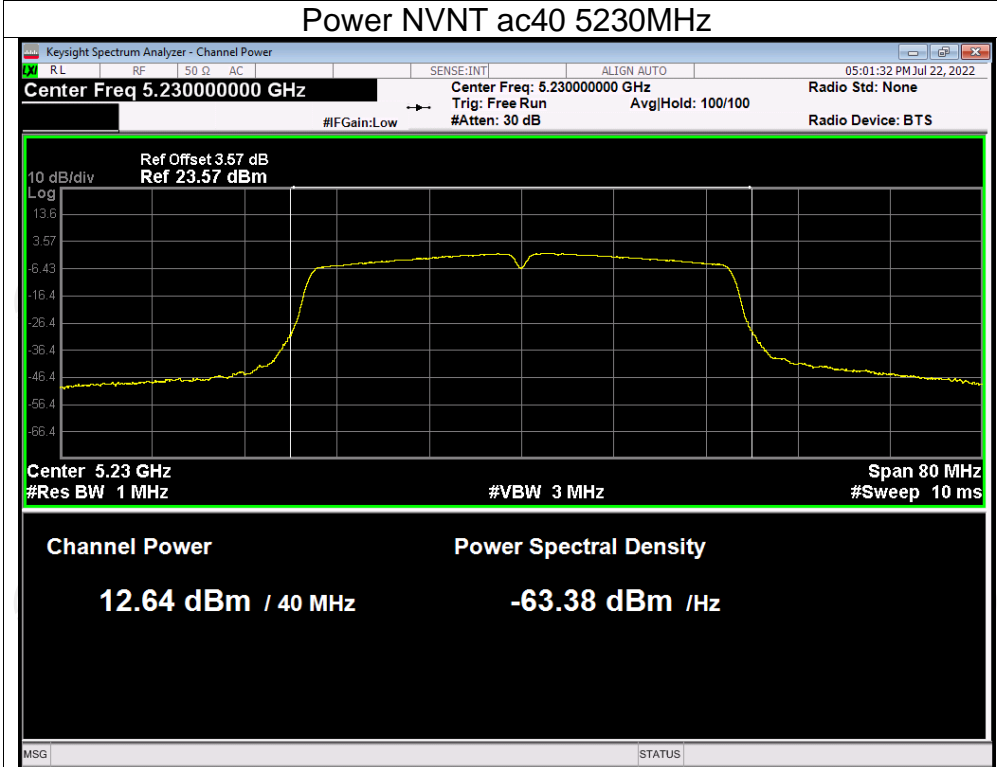 Power NVNT ac40 5230MHz
Keysight Spectrum Analyzer - Channel Power
LXI RL RF 50 Ω AC SENSE:INT ALIGN AUTO 05:01:32 PM Jul 22, 2022
Center Freq 5.230000000 GHz Center Freq: 5.230000000 GHz Radio Std: None
Trig: Free Run Avg|Hold: 100/100
#IFGain:Low #Atten: 30 dB Radio Device: BTS
Ref Offset 3.57 dB
10 dB/div Ref 23.57 dBm
Log
13.6
3.57
-6.43
-16.4
-26.4
-36.4
-46.4
-56.4
-66.4
Center 5.23 GHz Span 80 MHz
#Res BW 1 MHz #VBW 3 MHz #Sweep 10 ms
Channel Power Power Spectral Density
12.64 dBm / 40 MHz -63.38 dBm /Hz
MSG STATUS